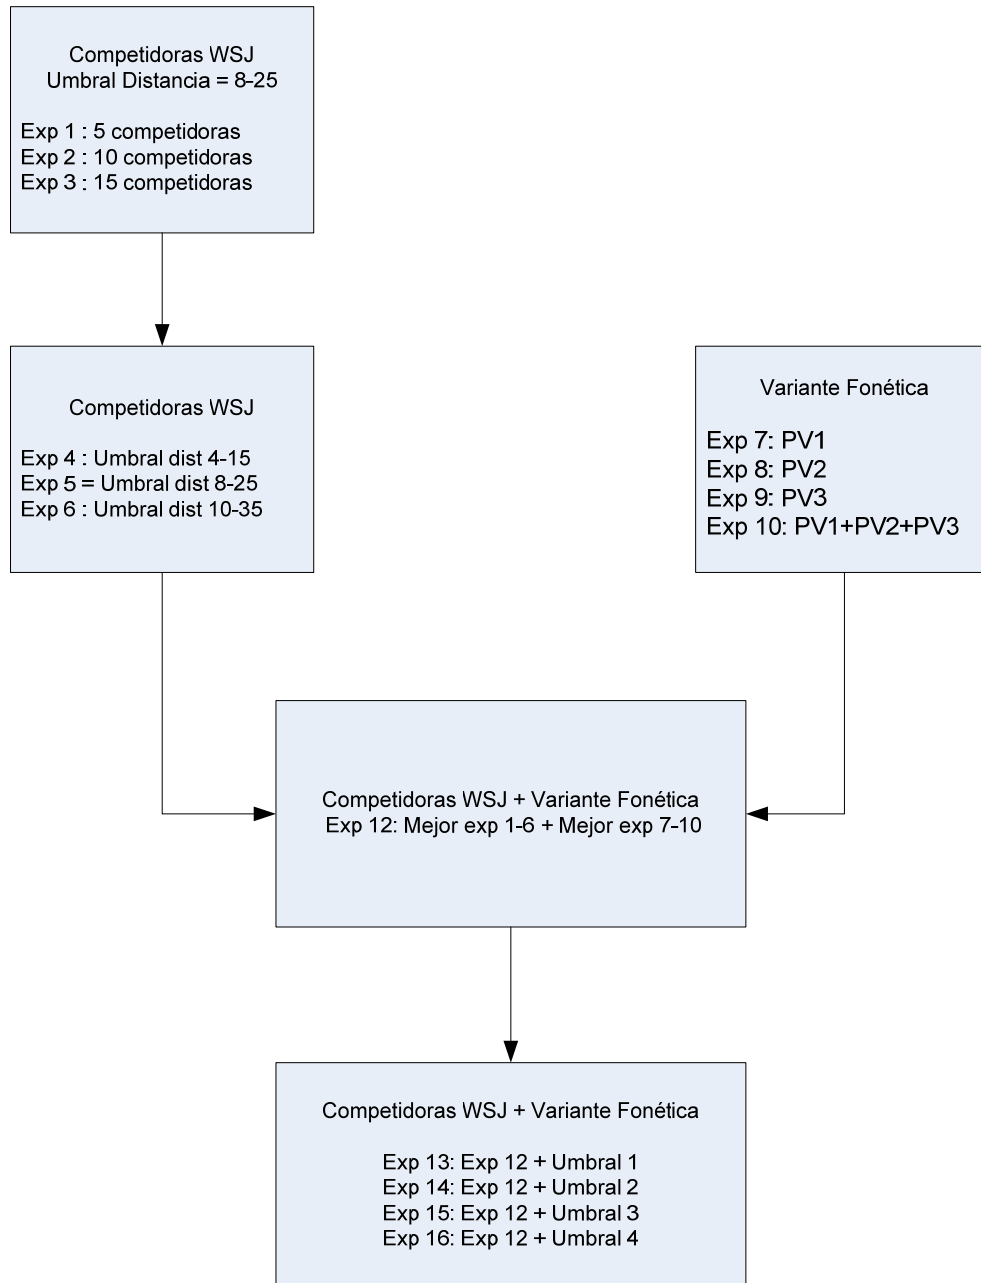 Competidoras WSJ
Umbral Distancia = 8-25
Exp 1 : 5 competidoras
Exp 2 : 10 competidoras
Exp 3 : 15 competidoras
Competidoras WSJ
Exp 4 : Umbral dist 4-15
Exp 5 = Umbral dist 8-25
Exp 6 : Umbral dist 10-35
Variante Fonética
Exp 7: PV1
Exp 8: PV2
Exp 9: PV3
Exp 10: PV1+PV2+PV3
Competidoras WSJ + Variante Fonética
Exp 12: Mejor exp 1-6 + Mejor exp 7-10
Competidoras WSJ + Variante Fonética
Exp 13: Exp 12 + Umbral 1
Exp 14: Exp 12 + Umbral 2
Exp 15: Exp 12 + Umbral 3
Exp 16: Exp 12 + Umbral 4